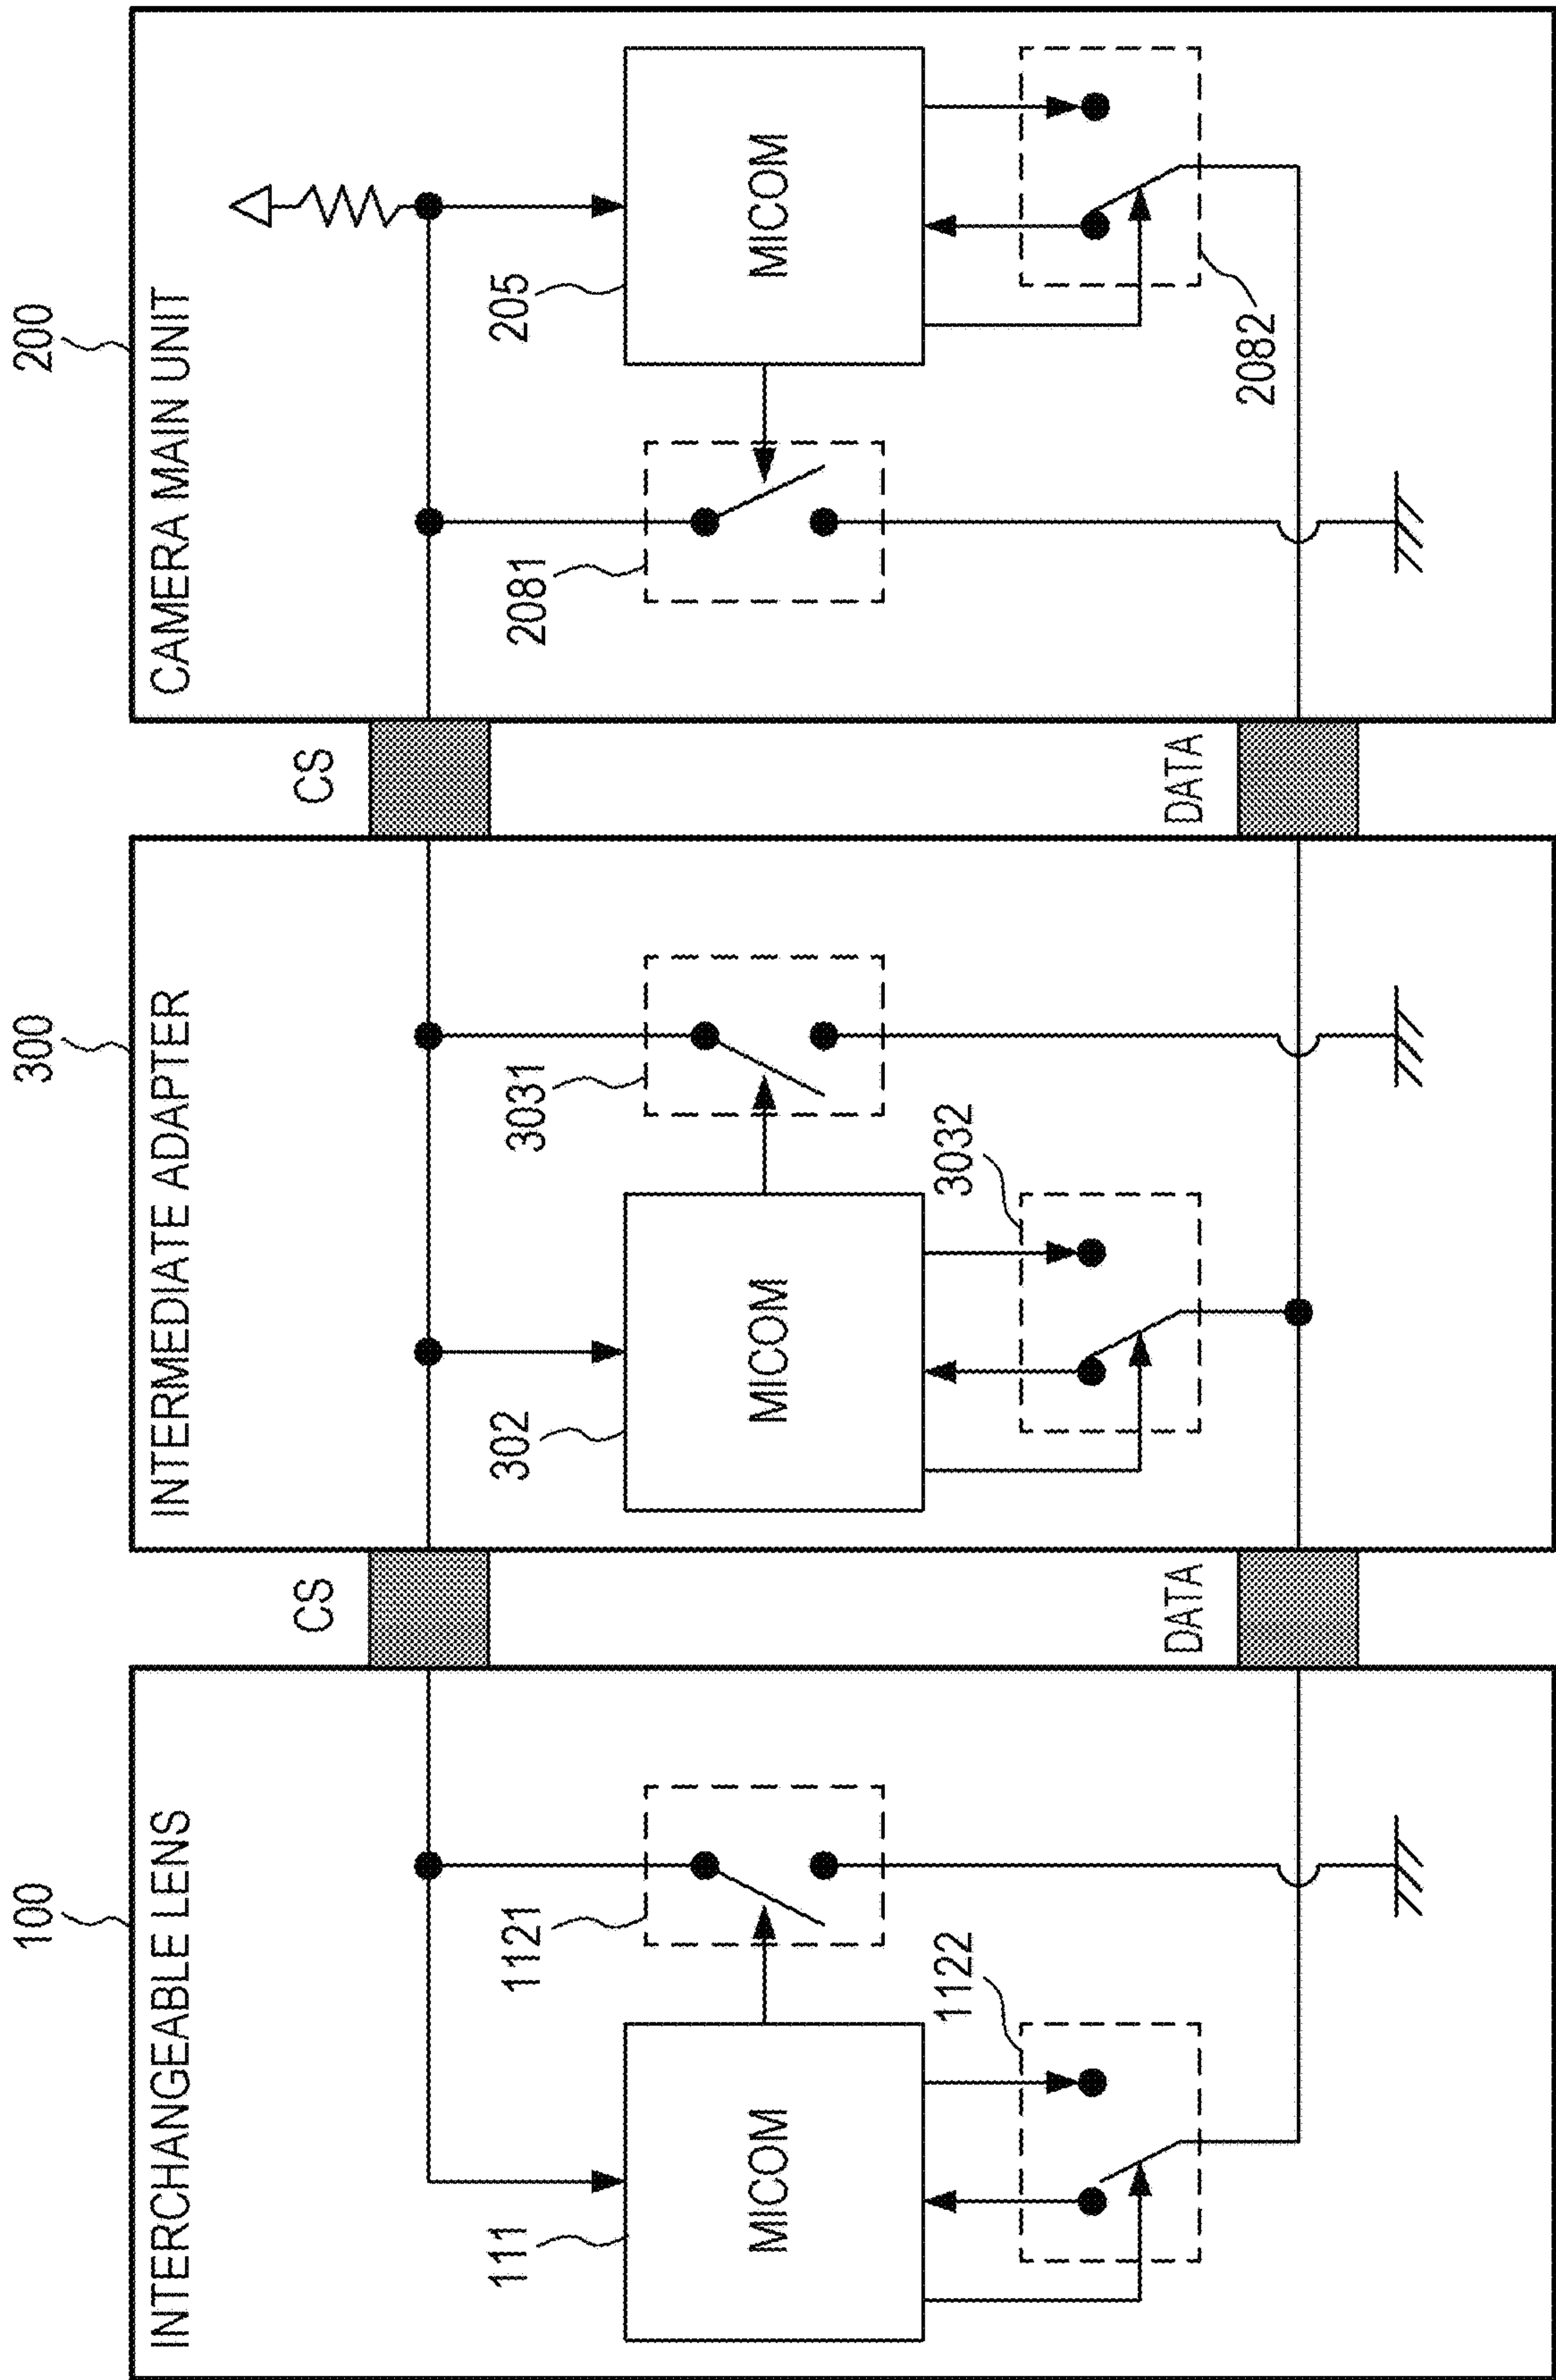 100
INTERCHANGEABLE LENS
111
MICOM
1121
1122
CS
DATA
300
INTERMEDIATE ADAPTER
302
MICOM
3031
3032
CS
DATA
200
CAMERA MAIN UNIT
2081
205
MICOM
2082